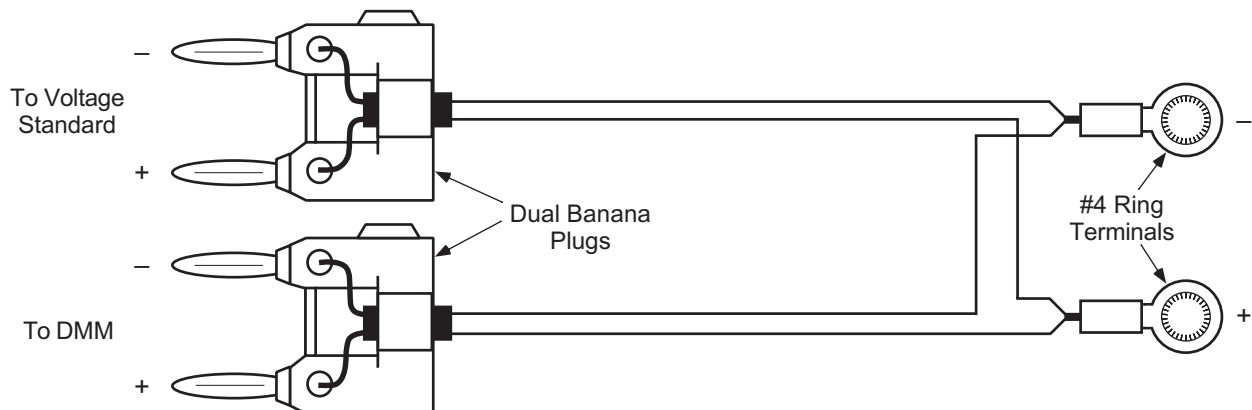 –
To Voltage
Standard
+
Dual Banana
Plugs
–
To DMM
+
–
#4 Ring
Terminals
+